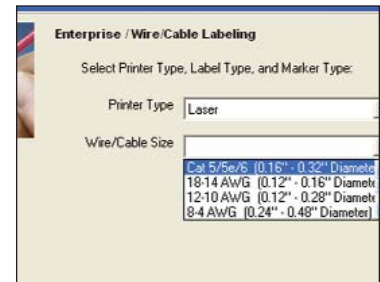 Enterprise / Wire/Cable Labeling
Select Printer Type, Label Type, and Marker Type:
Printer Type Laser
Wire/Cable Size
Cat 5/5e/6 (0.16" - 0.32" Diamete
18-14 AWG (0.12" - 0.16" Diamete
12-10 AWG (0.12" - 0.28" Diamete
8-4 AWG (0.24" - 0.48" Diameter)